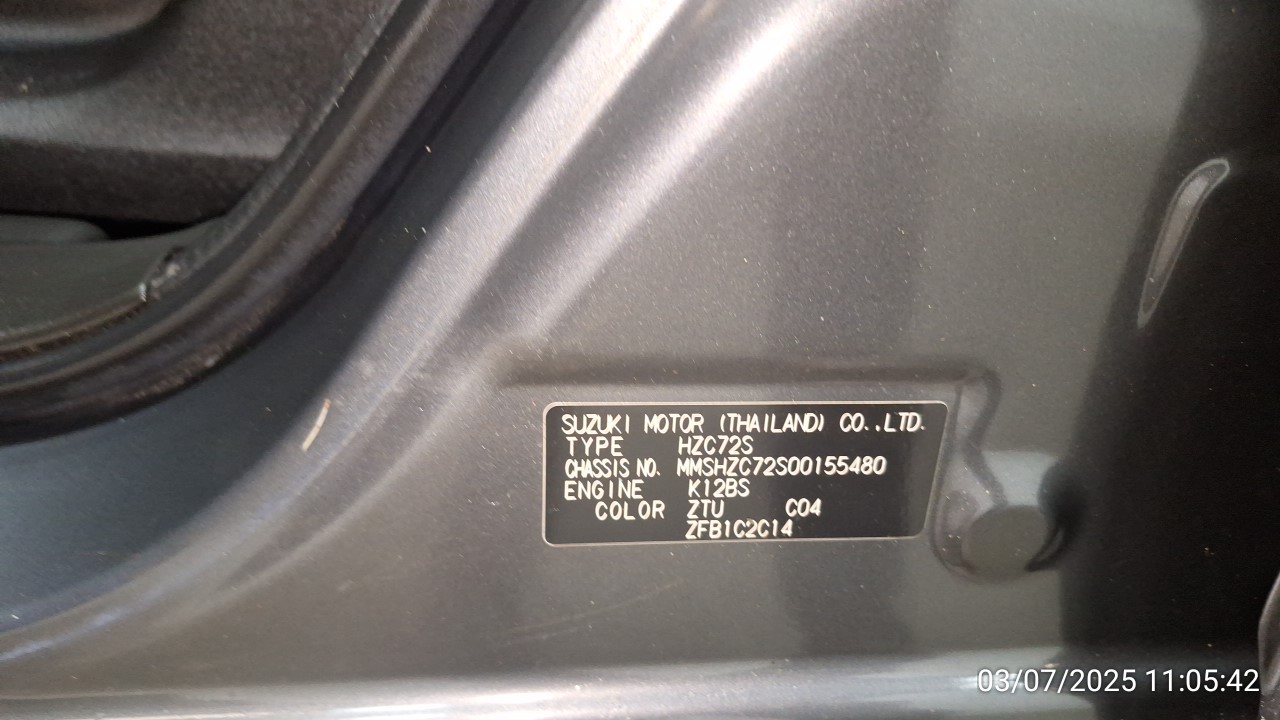 SUZUKI MOTOR (THAILAND) CO.,LTD.
TYPE HZC72S
CHASSIS NO. MMSHZC72S00155480
ENGINE K12BS
COLOR ZTU C04
ZFB1C2C14
03/07/2025 11:05:42